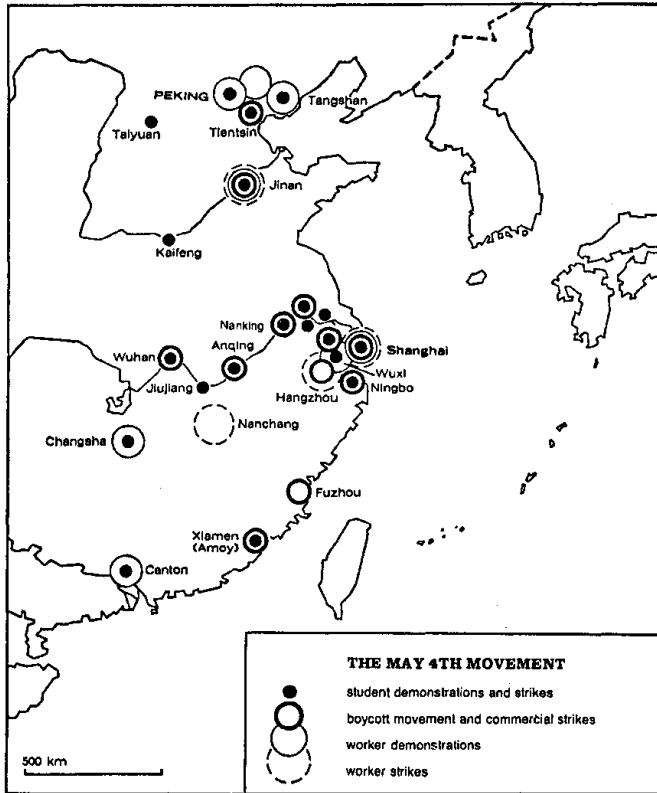 PEKING
Tangshan
Tientsin
Taiyuan
Jinan
Kaifeng
Nanking
Anqing
Wuhan
Shanghai
Jiujiang
Wuxi
Hangzhou
Ningbo
Nanchang
Changsha
Fuzhou
Xiamen
(Amoy)
Canton
THE MAY 4TH MOVEMENT
student demonstrations and strikes
boycott movement and commercial strikes
worker demonstrations
worker strikes
500 km